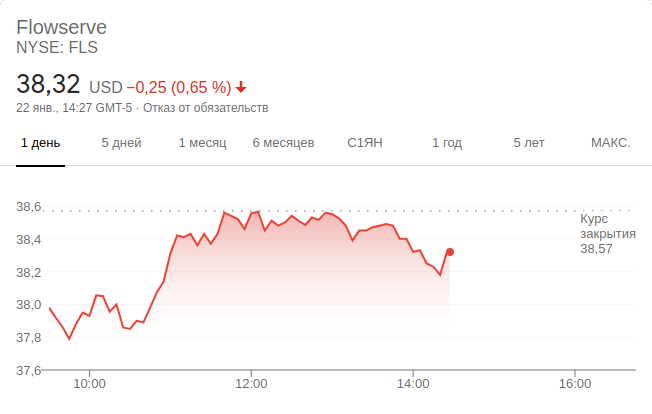 Flowserve
NYSE: FLS
38,32 USD −0,25 (0,65 %)
22 янв., 14:27 GMT-5 · Отказ от обязательств
1 день 5 дней 1 месяц 6 месяцев С1ЯН 1 год 5 лет МАКС.
38,6
Курс
закрытия
38,57
38,4
38,2
38,0
37,8
37,6
10:00 12:00 14:00 16:00